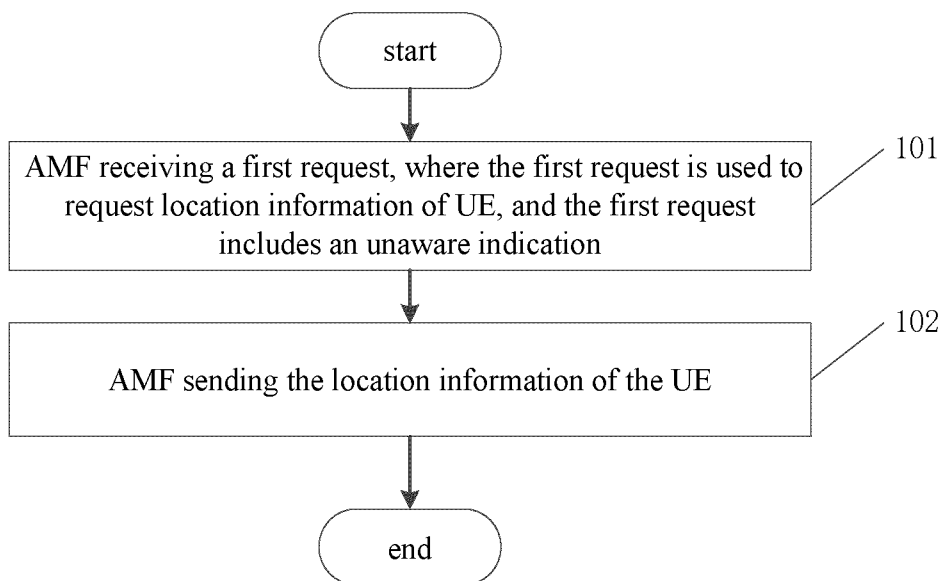 start
AMF receiving a first request, where the first request is used to
request location information of UE, and the first request
includes an unaware indication
101
AMF sending the location information of the UE
102
end